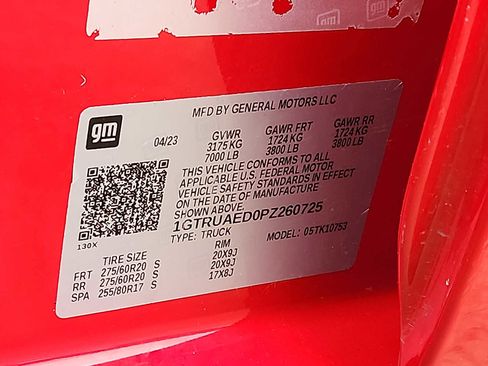 gm
MFD BY GENERAL MOTORS LLC
gm
04/23
GVWR GAWR FRT GAWR RR
3175 KG 1724 KG 1724 KG
7000 LB 3800 LB 3800 LB
THIS VEHICLE CONFORMS TO ALL
APPLICABLE U.S. FEDERAL MOTOR
VEHICLE SAFETY STANDARDS IN EFFECT
ON THE DATE OF MANUFACTURE
SHOWN ABOVE.
1GTRUAED0PZ260725
TYPE: TRUCK MODEL: 05TK10753
130X
TIRE SIZE RIM
FRT 275/60R20 S 20X9J
RR 275/60R20 S 20X9J
SPA 255/80R17 S 17X8J